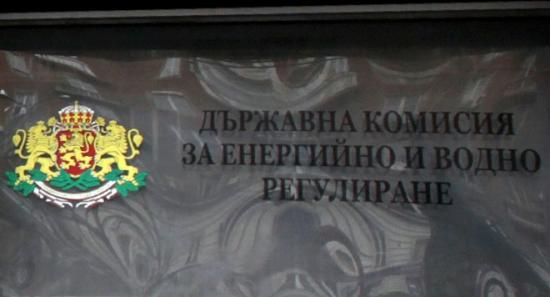 ДЪРЖАВНА КОМИСИЯ
ЗА ЕНЕРГИЙНО И ВОДНО
РЕГУЛИРАНЕ